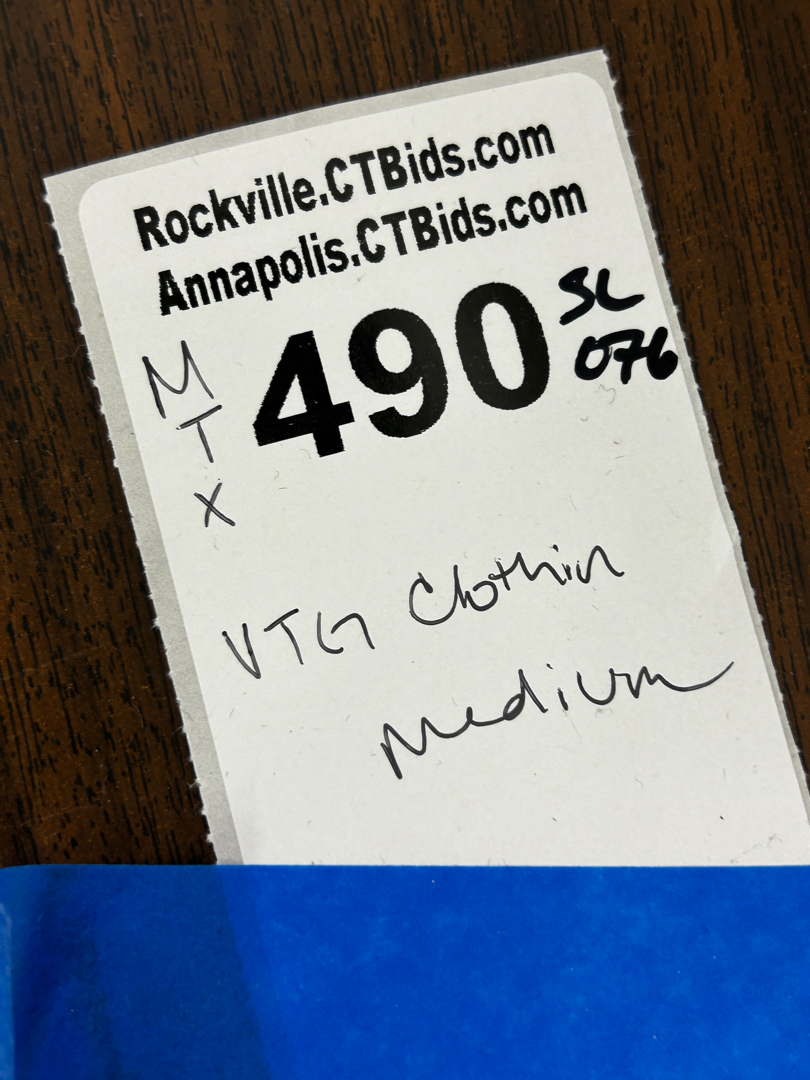 Rockville.CTBids.com
Annapolis.CTBids.com
490
SL
076
M
T
X
VTG Clothin
Medium